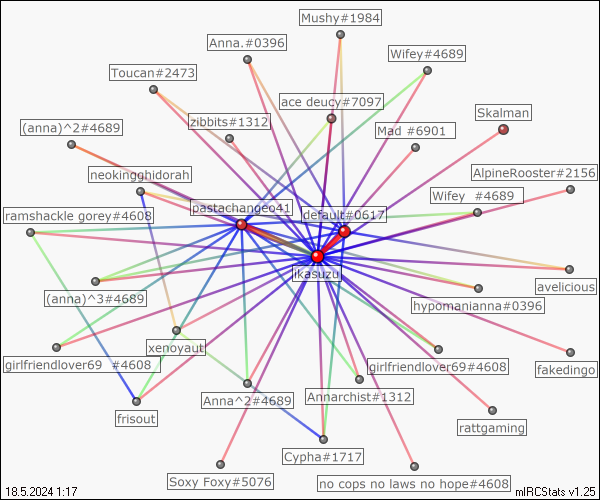 Mushy#1984
Anna.#0396
Wifey#4689
Toucan#2473
ace deucy#7097
Skalman
zibbits#1312
(anna)^2#4689
Mad #6901
neokingghidorah
AlpineRooster#2156
Wifey  #4689
pastachangeo41
default#0617
ramshackle gorey#4608
ikasuzu
avelicious
(anna)^3#4689
hypomanianna#0396
xenoyaut
girlfriendlover69  #4608
girlfriendlover69#4608
fakedingo
Anna^2#4689
Annarchist#1312
frisout
rattgaming
Cypha#1717
Soxy Foxy#5076
no cops no laws no hope#4608
18.5.2024 1:17
mIRCStats v1.25